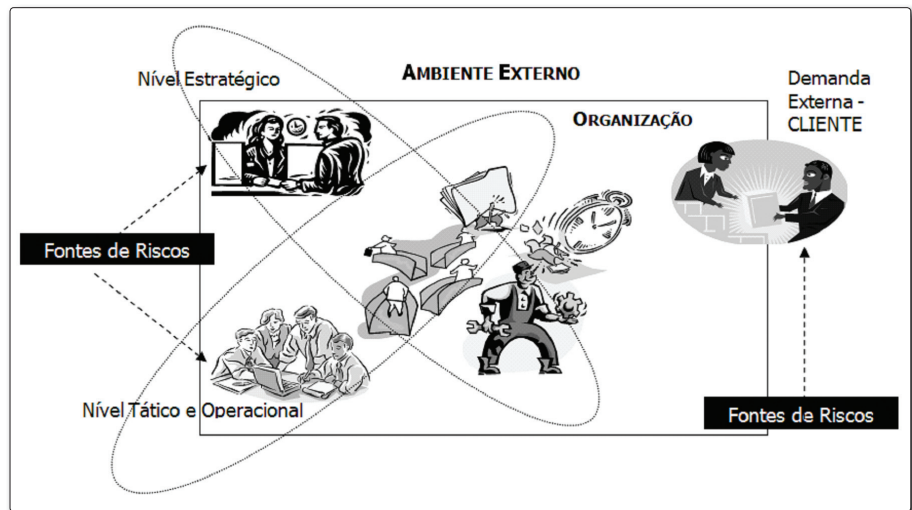 AMBIENTE EXTERNO
Nível Estratégico
Demanda
Externa -
CLIENTE
ORGANIZAÇÃO
Fontes de Riscos
Nível Tático e Operacional
Fontes de Riscos